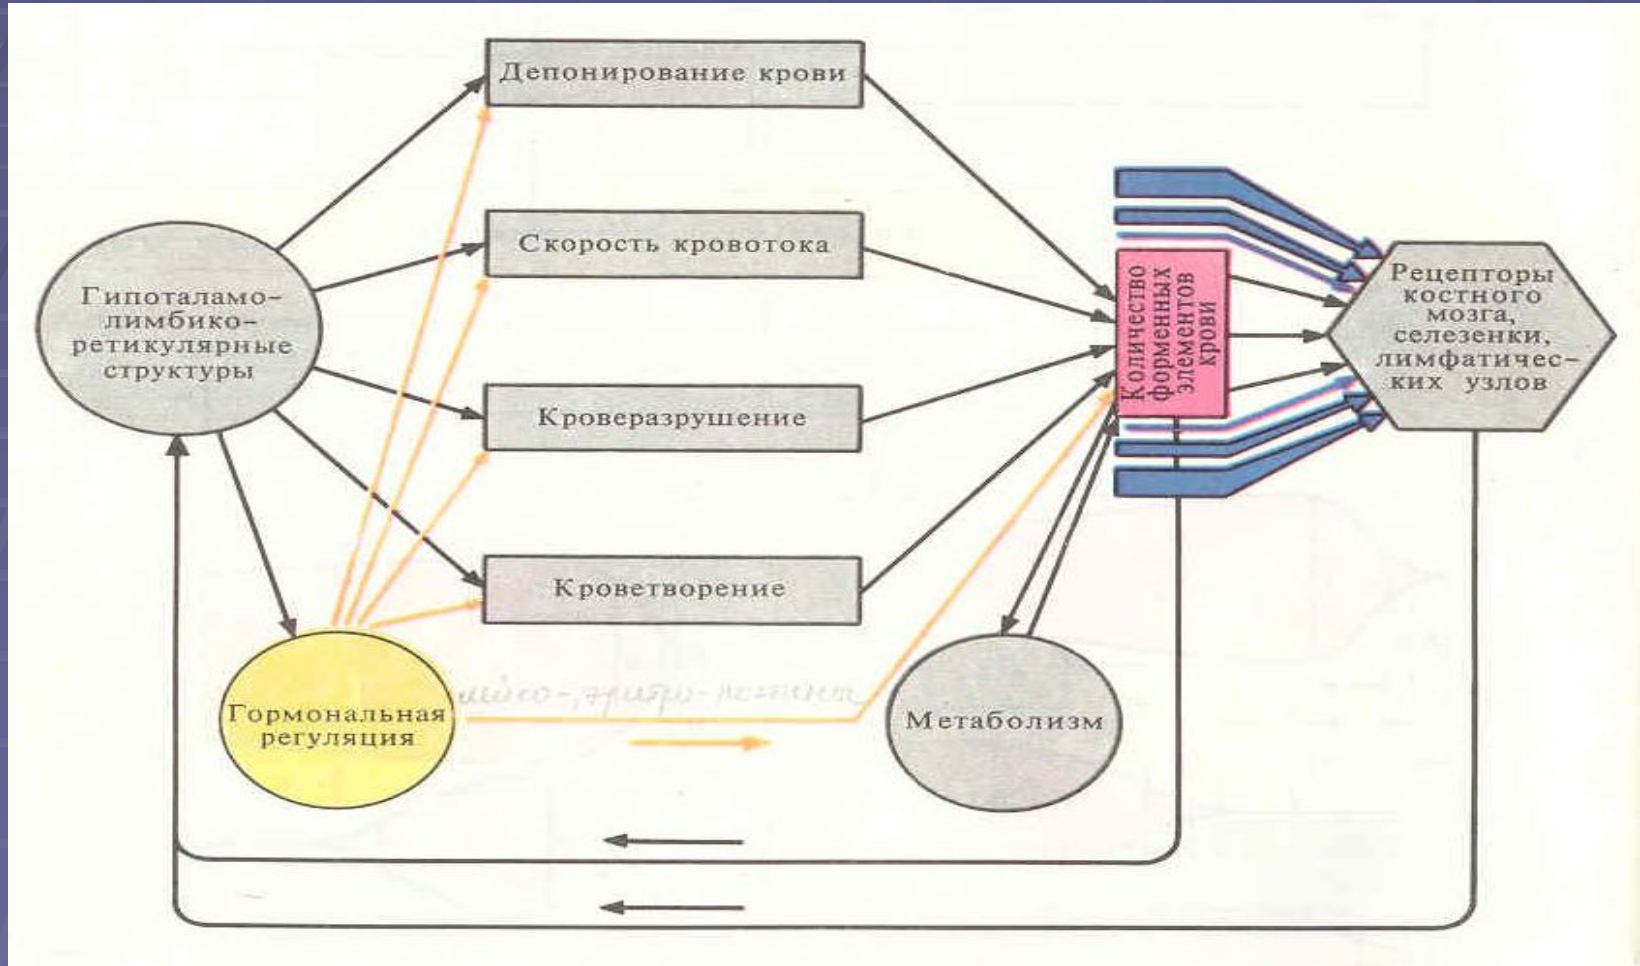 Депонирование крови
Скорость кровотока
Гипоталамо-
лимбико-
ретикулярные
структуры
Количество
форменных
элементов
крови
Рецепторы
костного
мозга,
селезенки,
лимфатичес-
ких узлов
Кроверазрушение
Кроветворение
Гормональная
регуляция
Метаболизм